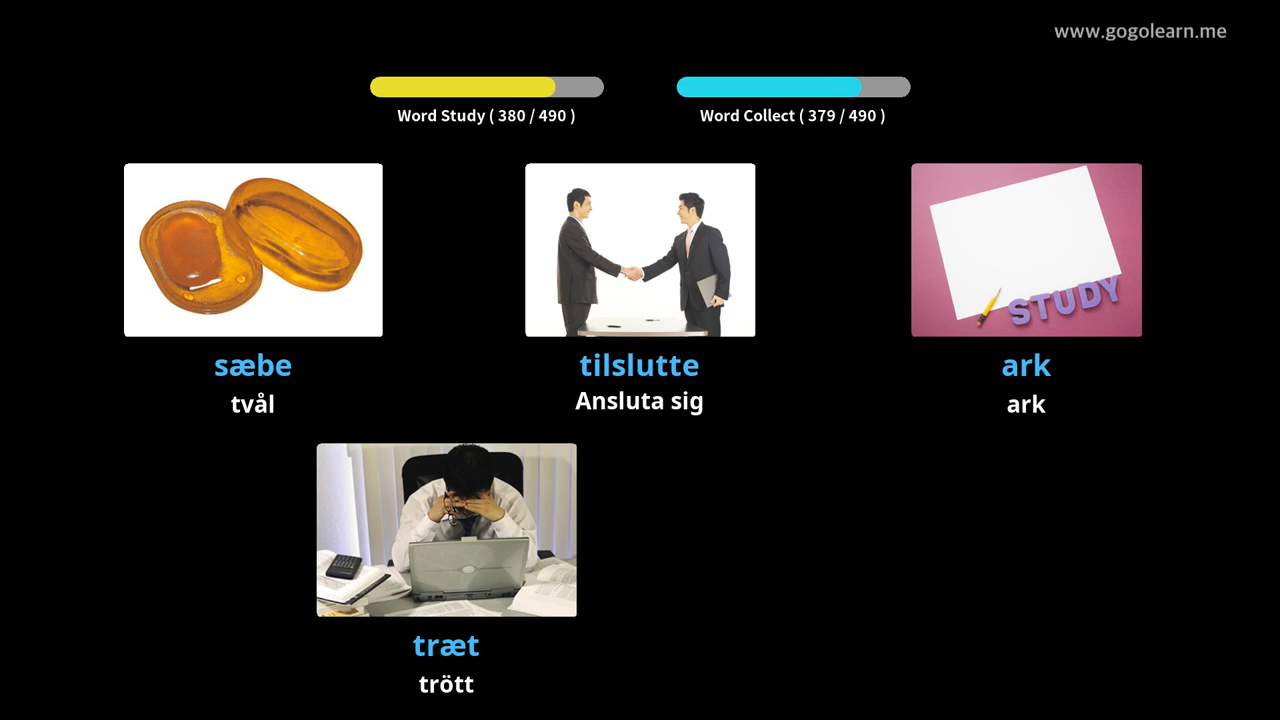 www.gogolearn.me
Word Study ( 380 / 490 )
Word Collect ( 379 / 490 )
STUDY
sæbe
tilslutte
ark
tvål
Ansluta sig
ark
træt
trött